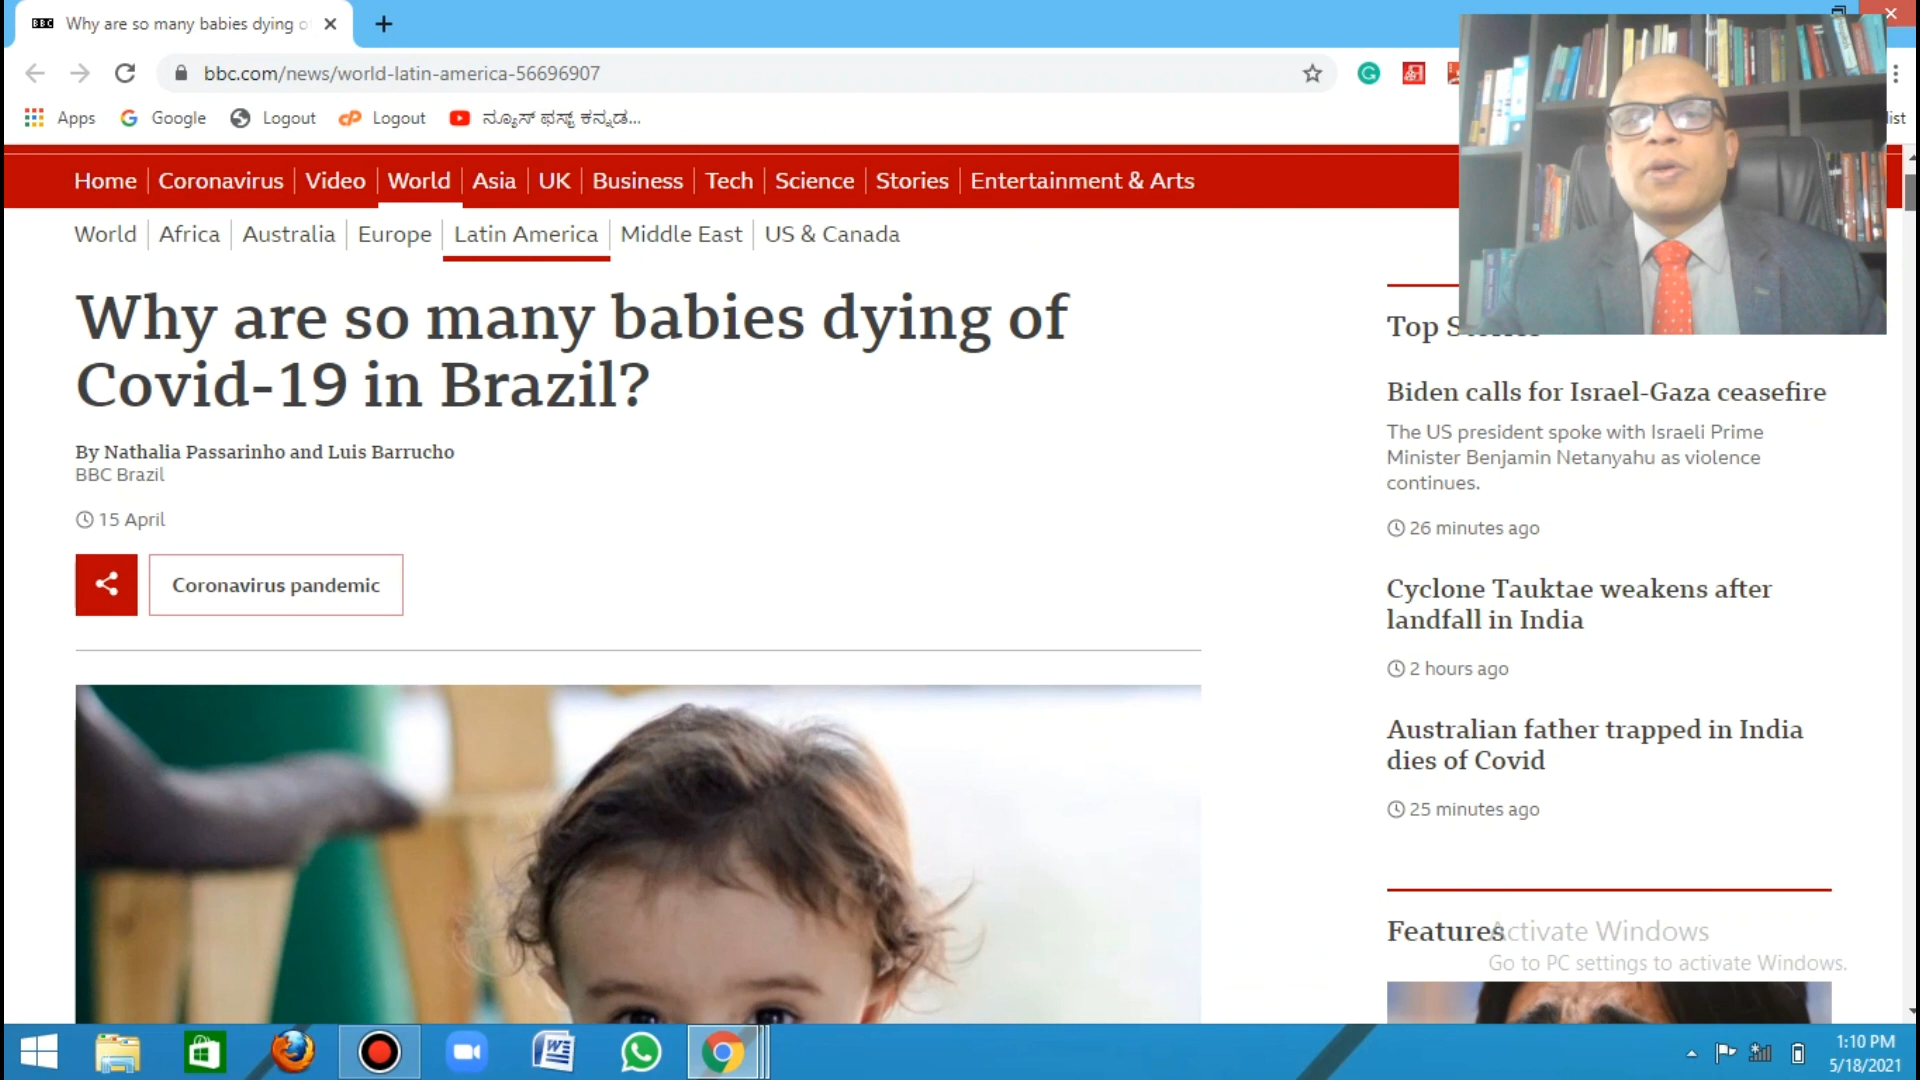 BBC Why are so many babies dying o
bbc.com/news/world-latin-america-56696907
Apps Google Logout Logout ನ್ಯೂಸ್ ಫಸ್ಟ್ ಕನ್ನಡ... list
Home Coronavirus Video World Asia UK Business Tech Science Stories Entertainment & Arts
World Africa Australia Europe Latin America Middle East US & Canada
Why are so many babies dying of
Covid-19 in Brazil?
By Nathalia Passarinho and Luis Barrucho
BBC Brazil
15 April
Coronavirus pandemic
Top Stories
Biden calls for Israel-Gaza ceasefire
The US president spoke with Israeli Prime
Minister Benjamin Netanyahu as violence
continues.
26 minutes ago
Cyclone Tauktae weakens after
landfall in India
2 hours ago
Australian father trapped in India
dies of Covid
25 minutes ago
Features
Activate Windows
Go to PC settings to activate Windows.
1:10 PM
5/18/2021